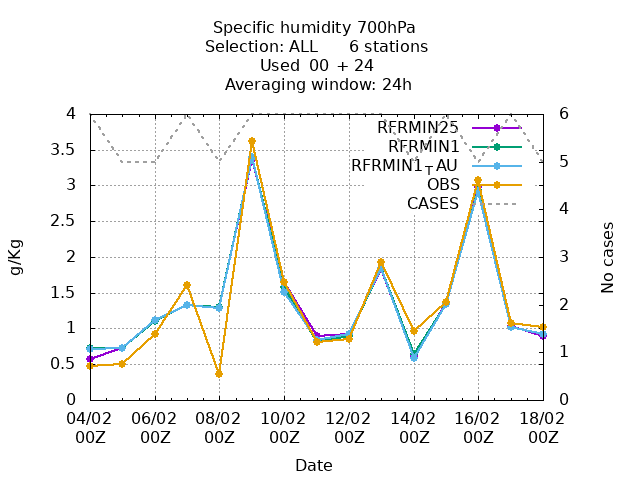 Specific humidity 700hPa
Selection: ALL 6 stations
Used 00 + 24
Averaging window: 24h
RFRMIN25
RFRMIN1
RFRMIN1_TAU
OBS
CASES
4
3.5
3
2.5
2
1.5
1
0.5
0
6
5
4
3
2
1
0
g/Kg
No cases
04/02 06/02 08/02 10/02 12/02 14/02 16/02 18/02
00Z 00Z 00Z 00Z 00Z 00Z 00Z 00Z
Date